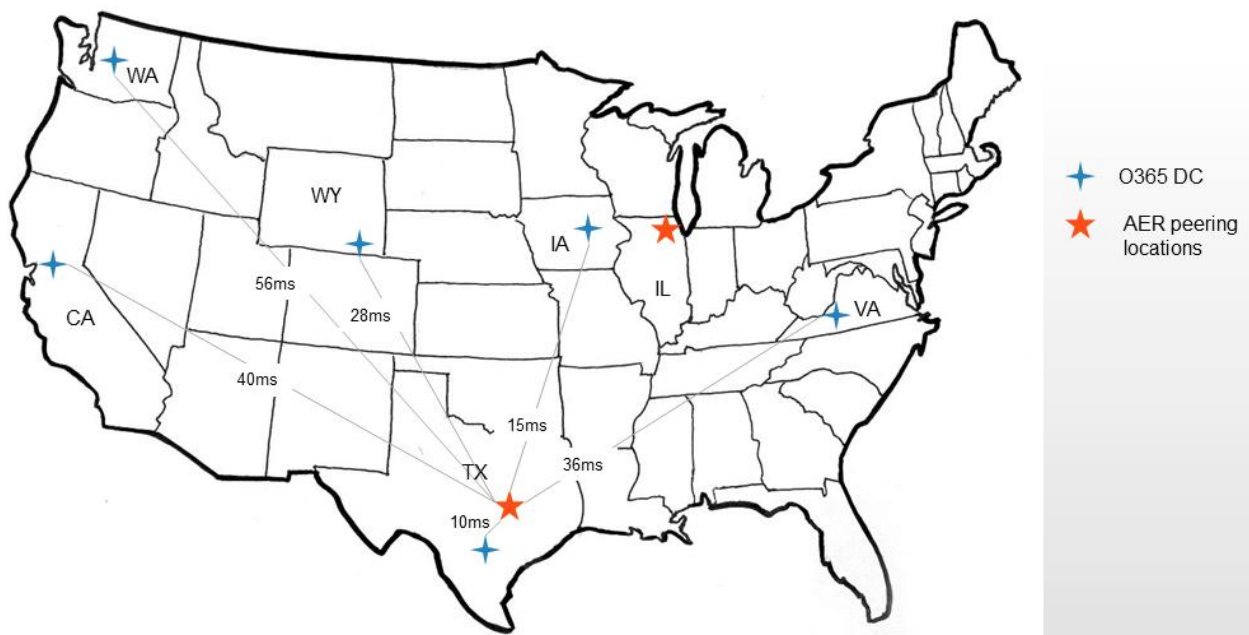 WA
WY
IA
IL
VA
CA
56ms
28ms
40ms
15ms
36ms
TX
10ms
O365 DC
AER peering
locations